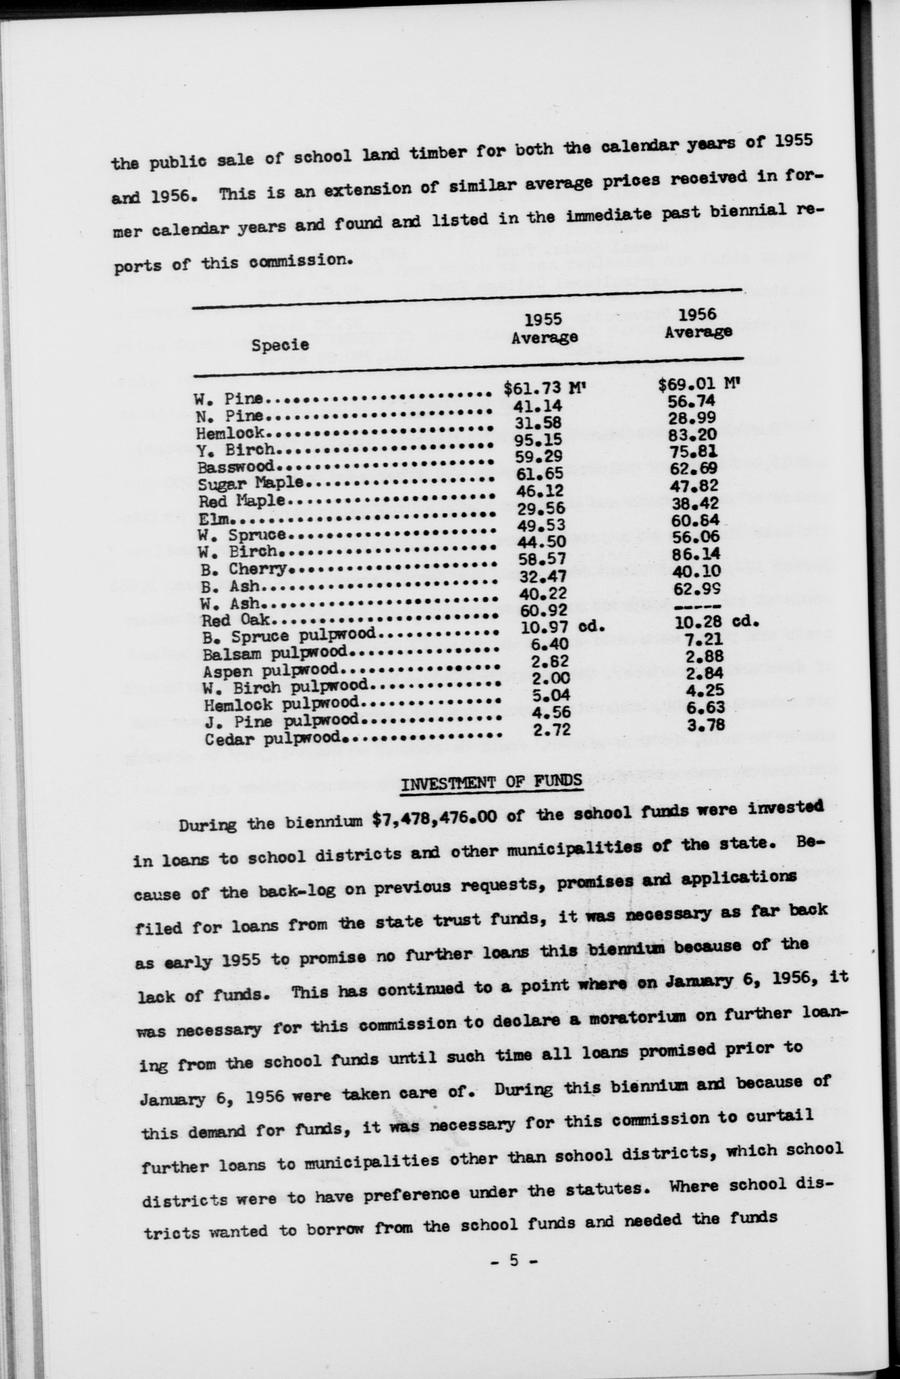 the public sale of school land timber for both the calendar years of 1955
and 1956. This is an extension of similar average prices received in for-
mer calendar years and found and listed in the immediate past biennial re-
ports of this commission.
Specie 1955 Average 1956 Average
W. Pine........................ $61.73 M' $69.01 M'
N. Pine........................ 41.14 56.74
Hemlock........................ 31.58 28.99
Y. Birch....................... 95.15 83.20
Basswood....................... 59.29 75.81
Sugar Maple.................... 61.65 62.69
Red Maple...................... 46.12 47.82
Elm............................ 29.56 38.42
W. Spruce...................... 49.53 60.64
W. Birch....................... 44.50 56.06
B. Cherry...................... 58.57 86.14
B. Ash......................... 32.47 40.10
W. Ash......................... 40.22 62.99
Red Oak........................ 60.92 -----
B. Spruce pulpwood............. 10.97 cd. 10.28 cd.
Balsam pulpwood................ 6.40 7.21
Aspen pulpwood................. 2.82 2.88
W. Birch pulpwood.............. 2.00 2.84
Hemlock pulpwood............... 5.04 4.25
J. Pine pulpwood............... 4.56 6.63
Cedar pulpwood................. 2.72 3.78
INVESTMENT OF FUNDS
During the biennium $7,478,476.00 of the school funds were invested
in loans to school districts and other municipalities of the state. Be-
cause of the back-log on previous requests, promises and applications
filed for loans from the state trust funds, it was necessary as far back
as early 1955 to promise no further loans this biennium because of the
lack of funds. This has continued to a point where on January 6, 1956, it
was necessary for this commission to declare a moratorium on further loan-
ing from the school funds until such time all loans promised prior to
January 6, 1956 were taken care of. During this biennium and because of
this demand for funds, it was necessary for this commission to curtail
further loans to municipalities other than school districts, which school
districts were to have preference under the statutes. Where school dis-
tricts wanted to borrow from the school funds and needed the funds
- 5 -